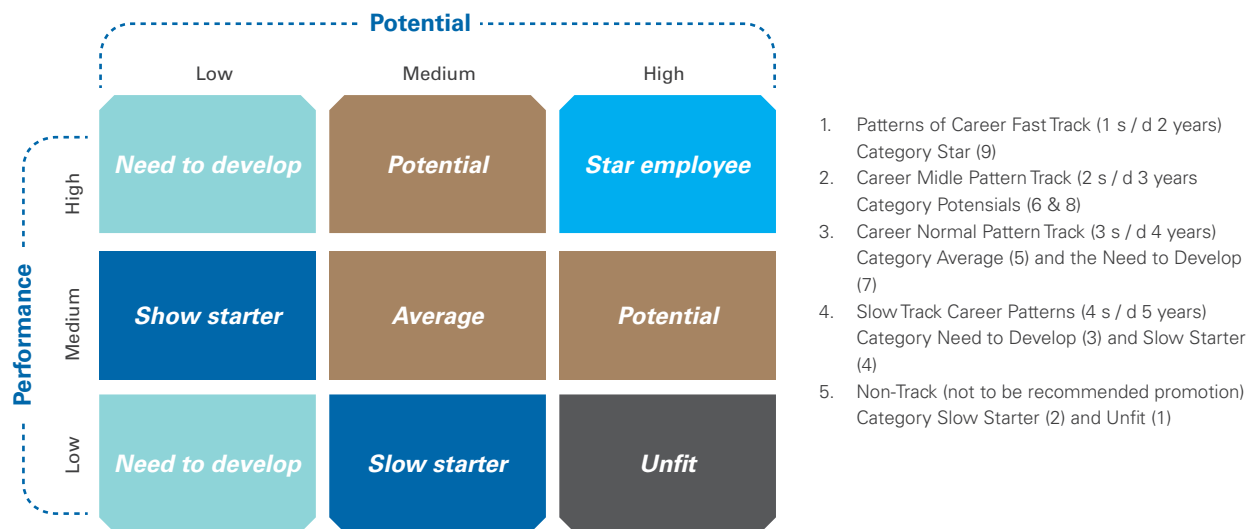 Potential
Low
Medium
High
Performance
High
Need to develop
Potential
Star employee
Medium
Show starter
Average
Potential
Low
Need to develop
Slow starter
Unfit
1. Patterns of Career Fast Track (1 s / d 2 years)
Category Star (9)
2. Career Midle Pattern Track (2 s / d 3 years
Category Potensials (6 & 8)
3. Career Normal Pattern Track (3 s / d 4 years)
Category Average (5) and the Need to Develop
(7)
4. Slow Track Career Patterns (4 s / d 5 years)
Category Need to Develop (3) and Slow Starter
(4)
5. Non-Track (not to be recommended promotion)
Category Slow Starter (2) and Unfit (1)